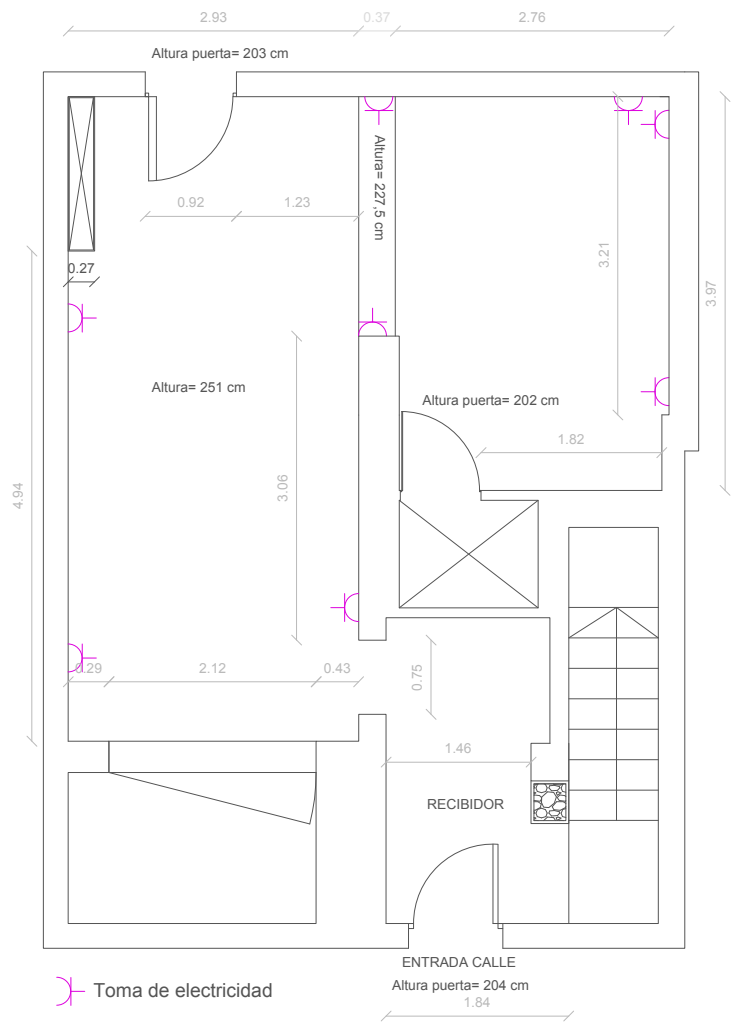 2.93
0.37
2.76
Altura puerta= 203 cm
Altura= 227,5 cm
0.92
1.23
3.21
0.27
3.97
Altura= 251 cm
Altura puerta= 202 cm
1.82
4.94
3.06
0.29
2.12
0.43
0.75
1.46
RECIBIDOR
ENTRADA CALLE
Altura puerta= 204 cm
Toma de electricidad
1.84